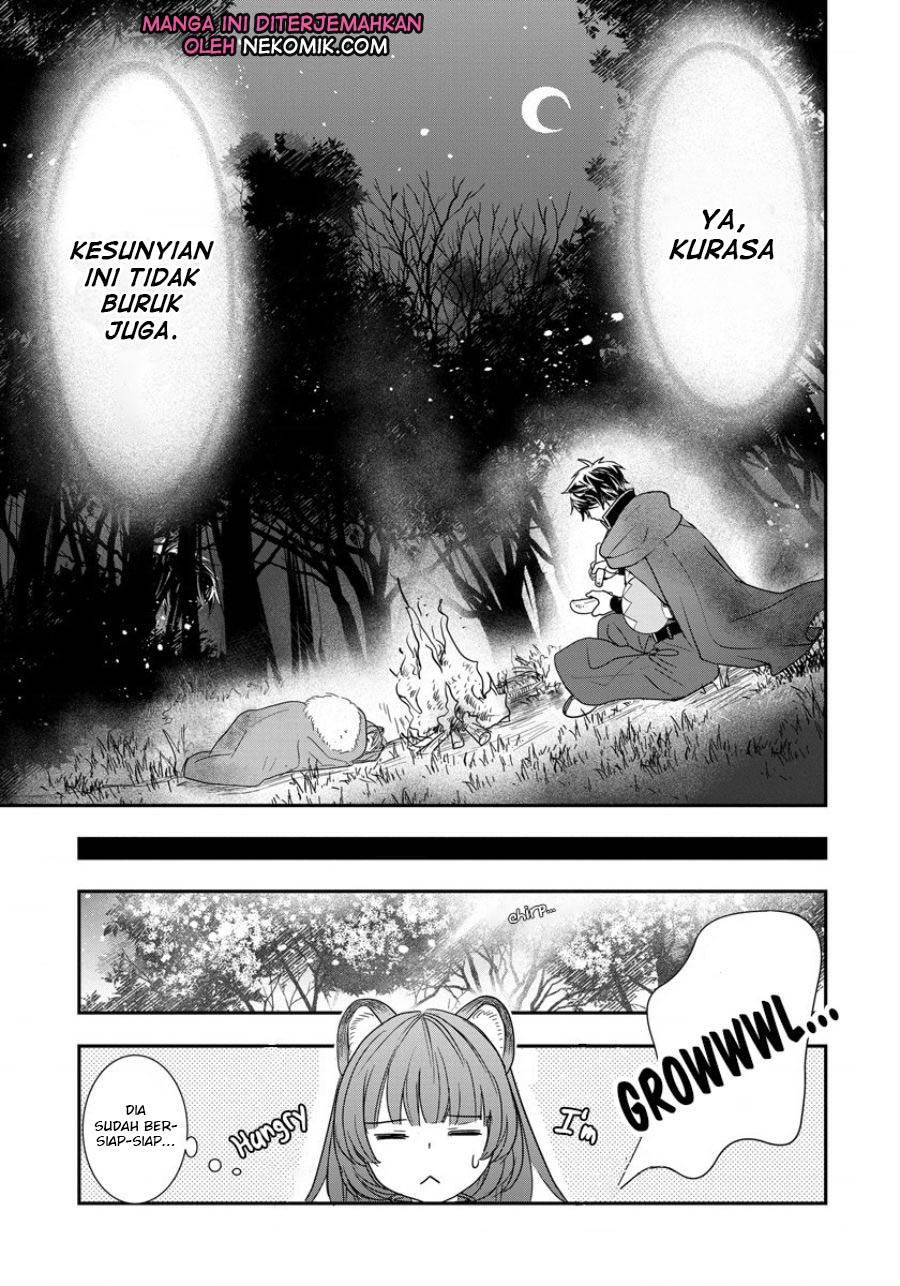 MANGA INI DITERJEMAHKAN
OLEH NEKOMIK.COM
YA,
KURASA
KESUNYIAN
INI TIDAK
BURUK
JUGA.
chirp...
GROWWWL...
I'm
Hungry
DIA
SUDAH BER-
SIAP-SIAP...